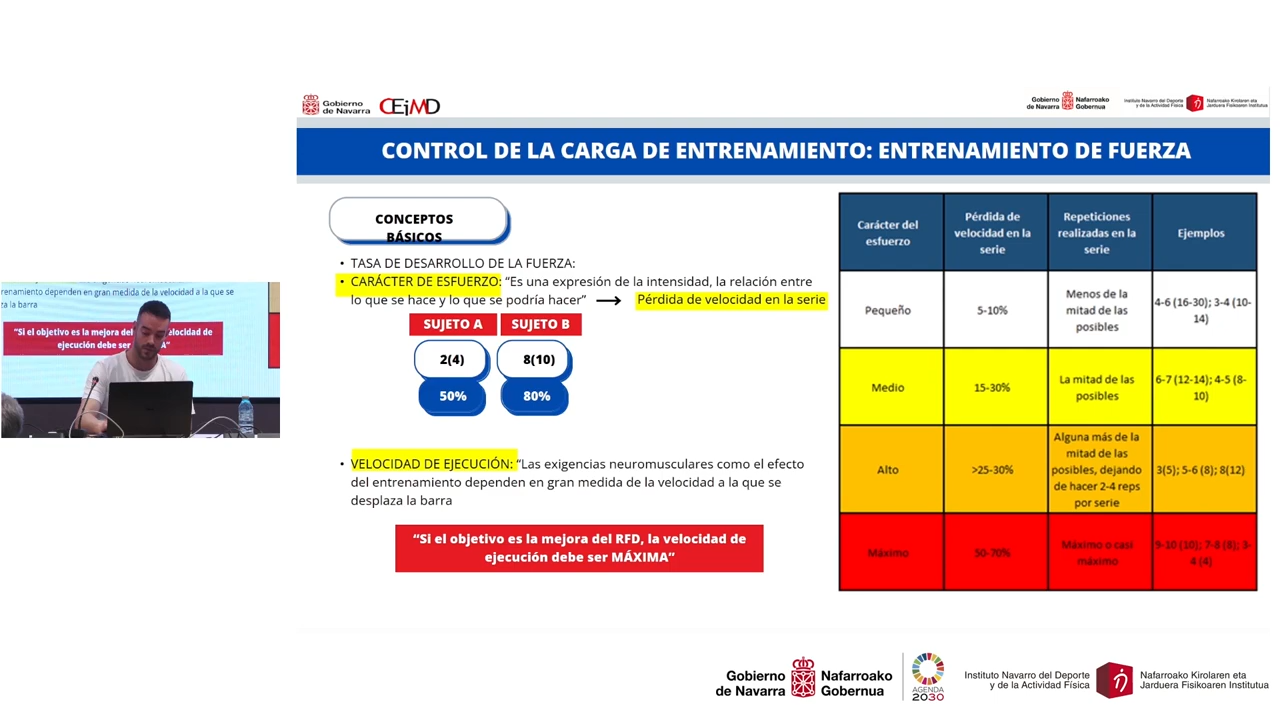 Gobierno
de Navarra
CEiMD
Gobierno
de Navarra
Nafarroako
Gobernua
Instituto Navarro del Deporte
y de la Actividad Física
Nafarroako Kirolaren eta
Jarduera Fisikoaren Institutua
CONTROL DE LA CARGA DE ENTRENAMIENTO: ENTRENAMIENTO DE FUERZA
CONCEPTOS
BÁSICOS
• TASA DE DESARROLLO DE LA FUERZA:
• CARÁCTER DE ESFUERZO: “Es una expresión de la intensidad, la relación entre
lo que se hace y lo que se podría hacer” → Pérdida de velocidad en la serie
SUJETO A SUJETO B
2(4) 8(10)
50% 80%
• VELOCIDAD DE EJECUCIÓN: “Las exigencias neuromusculares como el efecto
del entrenamiento dependen en gran medida de la velocidad a la que se
desplaza la barra
“Si el objetivo es la mejora del RFD, la velocidad de
ejecución debe ser MÁXIMA”
Carácter del
esfuerzo
Pérdida de
velocidad en la
serie
Repeticiones
realizadas en la
serie
Ejemplos
Pequeño
5-10%
Menos de la
mitad de las
posibles
4-6 (16-30); 3-4 (10-
14)
Medio
15-30%
La mitad de las
posibles
6-7 (12-14); 4-5 (8-
10)
Alto
>25-30%
Alguna más de la
mitad de las
posibles, dejando
de hacer 2-4 reps
por serie
3(5); 5-6 (8); 8(12)
Máximo
50-70%
Máximo o casi
máximo
9-10 (10); 7-8 (8); 3-
4 (4)
renamiento dependen en gran medida de la velocidad a la que se
za la barra
“Si el objetivo es la mejora del elocidad de
ejecución debe se A”
Gobierno
de Navarra
Nafarroako
Gobernua
AGENDA
2030
Instituto Navarro del Deporte
y de la Actividad Física
Nafarroako Kirolaren eta
Jarduera Fisikoaren Institutua